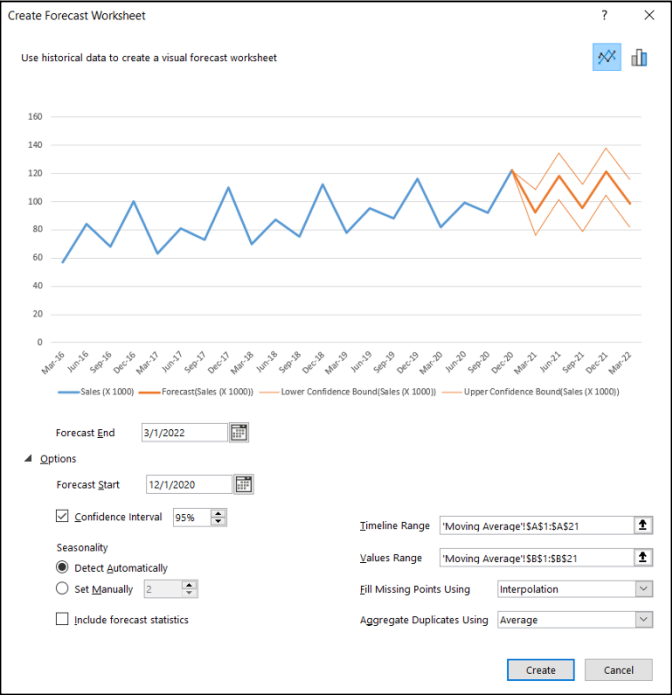 Create Forecast Worksheet ? ×
Use historical data to create a visual forecast worksheet
160
140
120
100
80
60
40
20
0
Mar-16 Jun-16 Sep-16 Dec-16 Mar-17 Jun-17 Sep-17 Dec-17 Mar-18 Jun-18 Sep-18 Dec-18 Mar-19 Jun-19 Sep-19 Dec-19 Mar-20 Jun-20 Sep-20 Dec-20 Mar-21 Jun-21 Sep-21 Dec-21 Mar-22
Sales (X 1000) Forecast(Sales (X 1000)) Lower Confidence Bound(Sales (X 1000)) Upper Confidence Bound(Sales (X 1000))
Forecast End 3/1/2022
Options
Forecast Start 12/1/2020
Confidence Interval 95%
Seasonality
Detect Automatically
Set Manually 2
Include forecast statistics
Timeline Range 'Moving Average'!$A$1:$A$21
Values Range 'Moving Average'!$B$1:$B$21
Fill Missing Points Using Interpolation
Aggregate Duplicates Using Average
Create Cancel